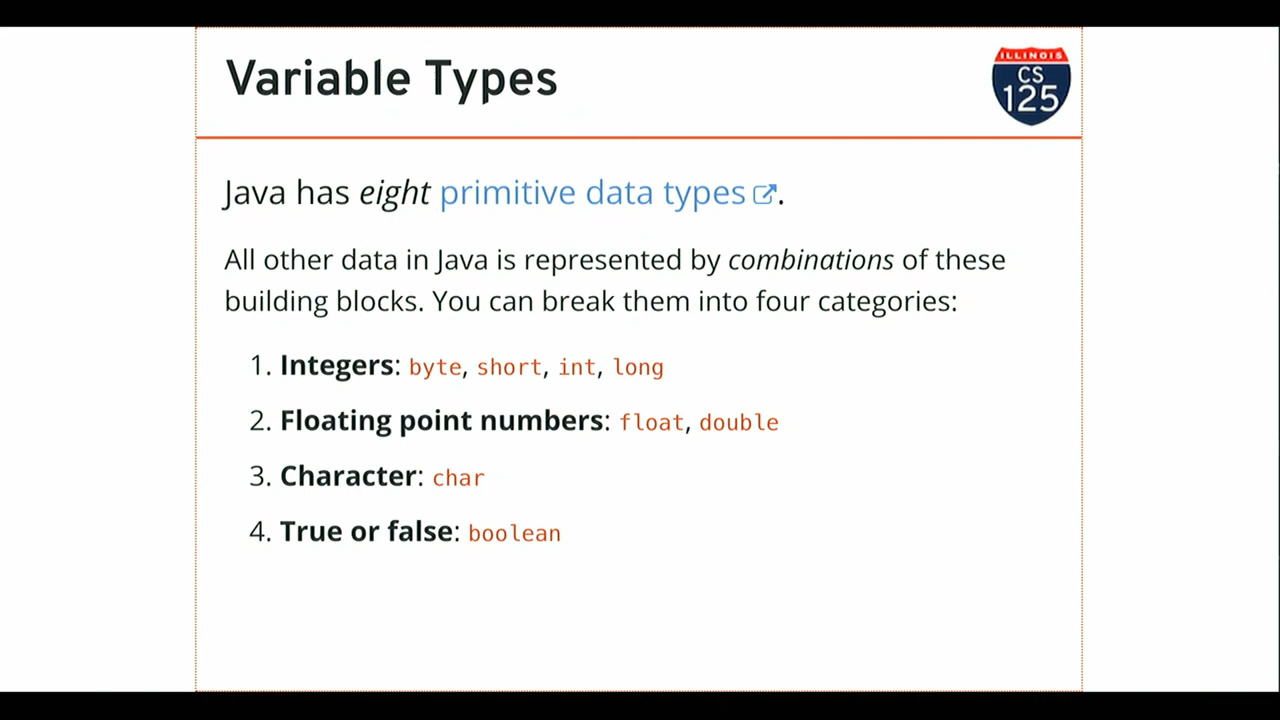 Variable Types
ILLINOIS
CS
125
Java has eight primitive data types.
All other data in Java is represented by combinations of these
building blocks. You can break them into four categories:
1. Integers: byte, short, int, long
2. Floating point numbers: float, double
3. Character: char
4. True or false: boolean